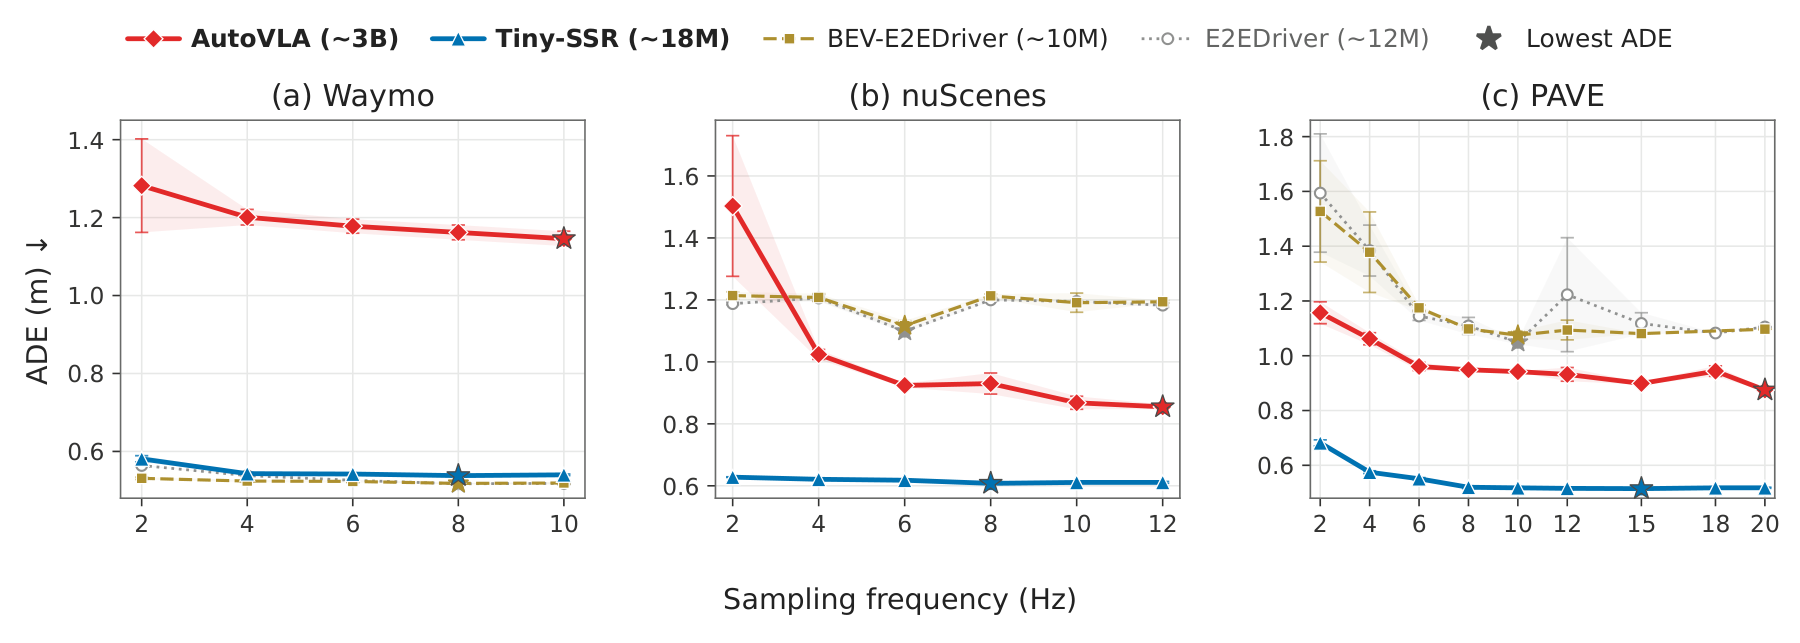 AutoVLA (~3B) Tiny-SSR (~18M) BEV-E2EDriver (~10M) E2EDriver (~12M) Lowest ADE
(a) Waymo
(b) nuScenes
(c) PAVE
ADE (m) ↓
1.4
1.2
1.0
0.8
0.6
2 4 6 8 10
1.6
1.4
1.2
1.0
0.8
0.6
2 4 6 8 10 12
1.8
1.6
1.4
1.2
1.0
0.8
0.6
2 4 6 8 10 12 15 18 20
Sampling frequency (Hz)